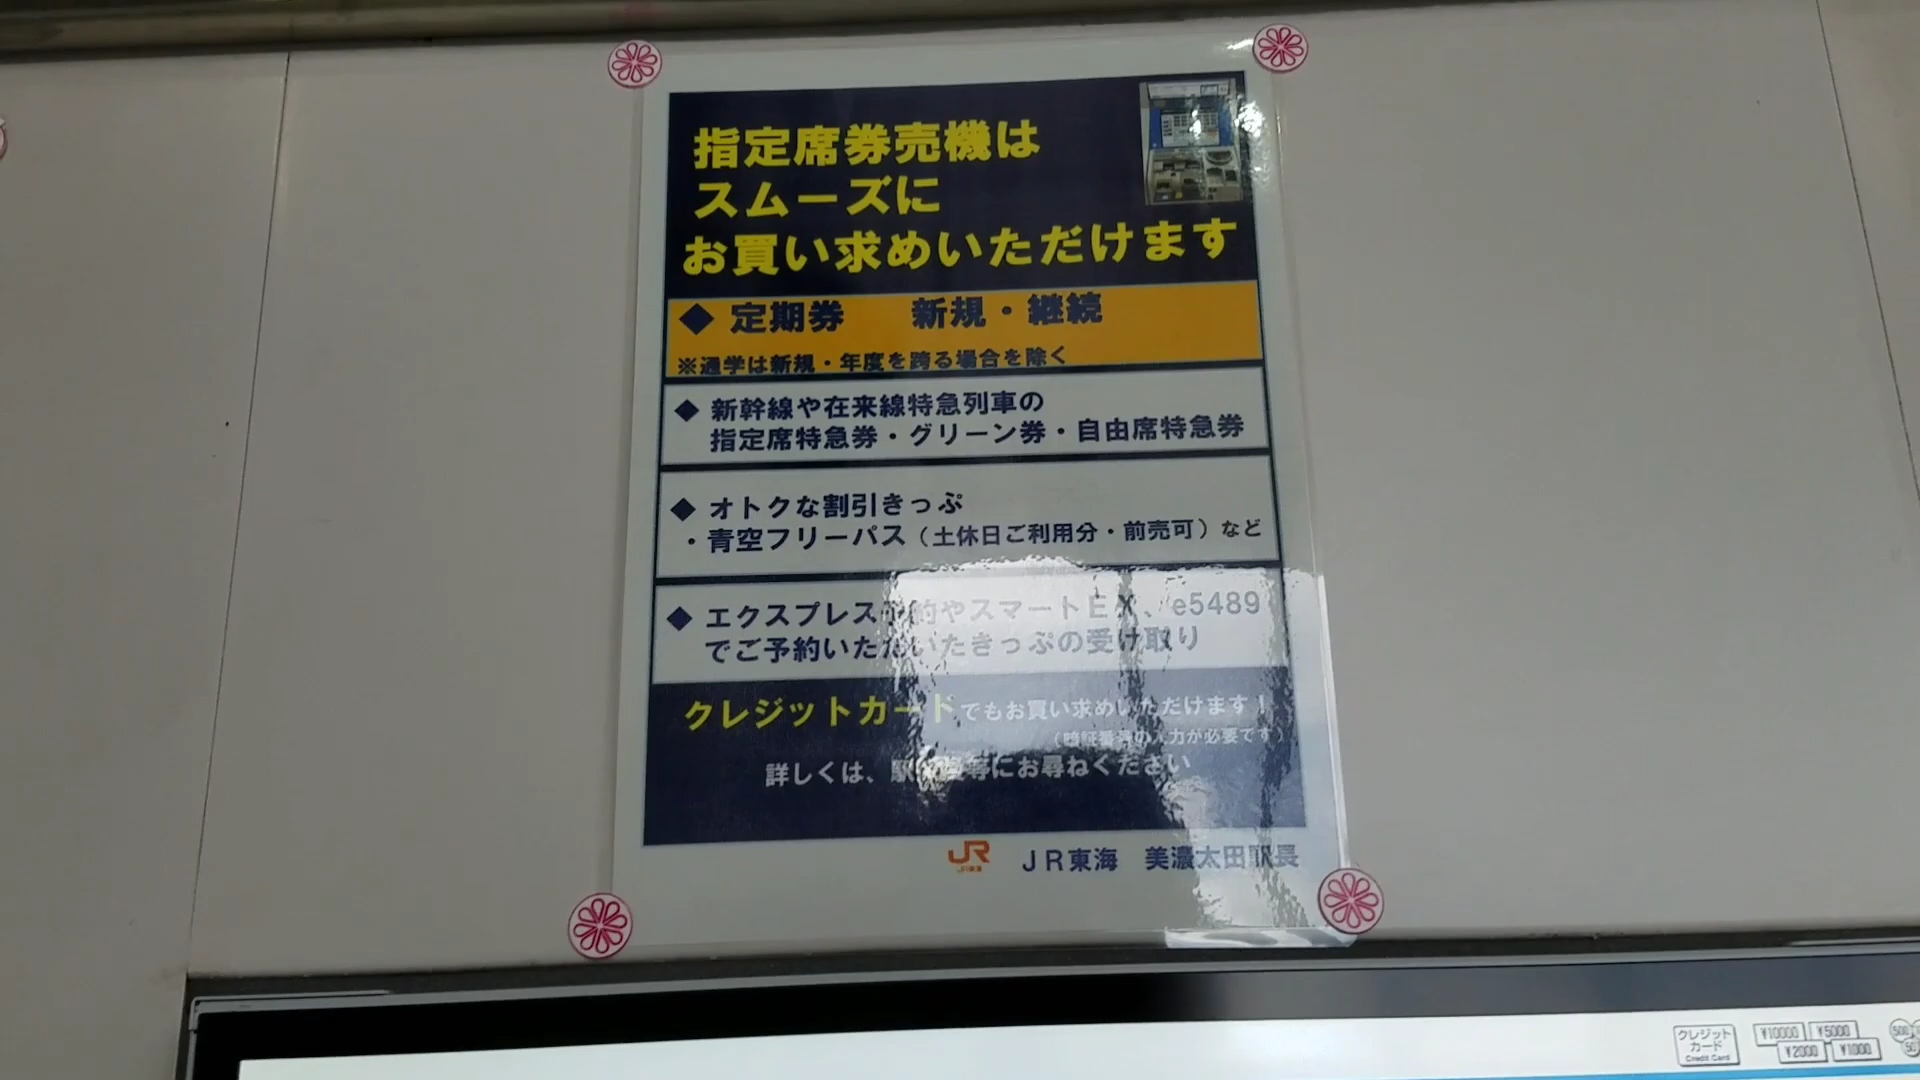 指定席券売機は
スムーズに
お買い求めいただけます
◆ 定期券 新規・継続
※通学は新規・年度を跨る場合を除く
◆ 新幹線や在来線特急列車の
指定席特急券・グリーン券・自由席特急券
◆ オトクな割引きっぷ
・青空フリーパス（土休日ご利用分・前売可）など
◆ エクスプレス予約やスマートEX、e5489
でご予約いただいたきっぷの受け取り
クレジットカードでもお買い求めいただけます！
（暗証番号の入力が必要です）
詳しくは、駅 等にお尋ねください
JR JR東海 JR東海 美濃太田駅長
クレジット
カード
Credit Card
¥10000 ¥5000
¥2000 ¥1000
500
50